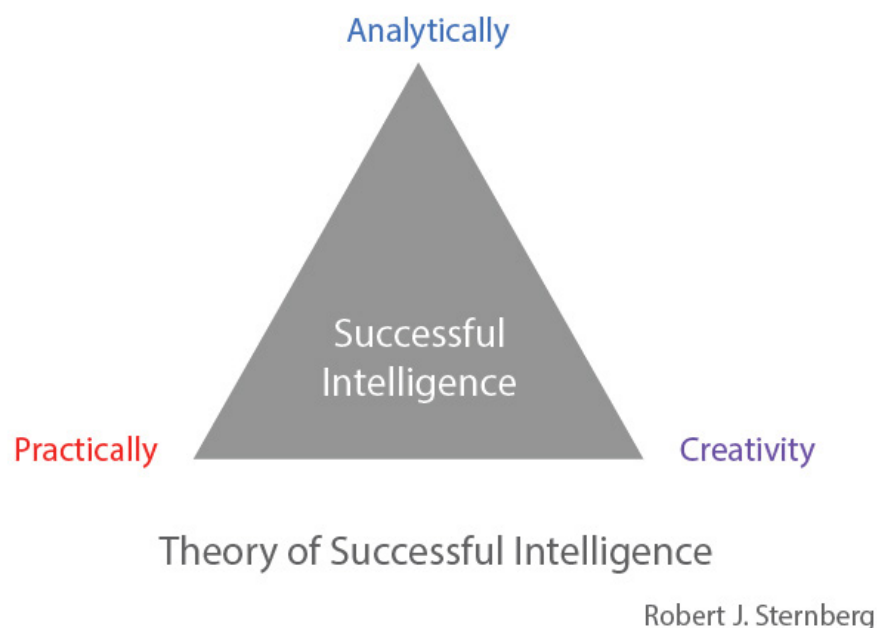 Analytically
Successful
Intelligence
Practically
Creativity
Theory of Successful Intelligence
Robert J. Sternberg